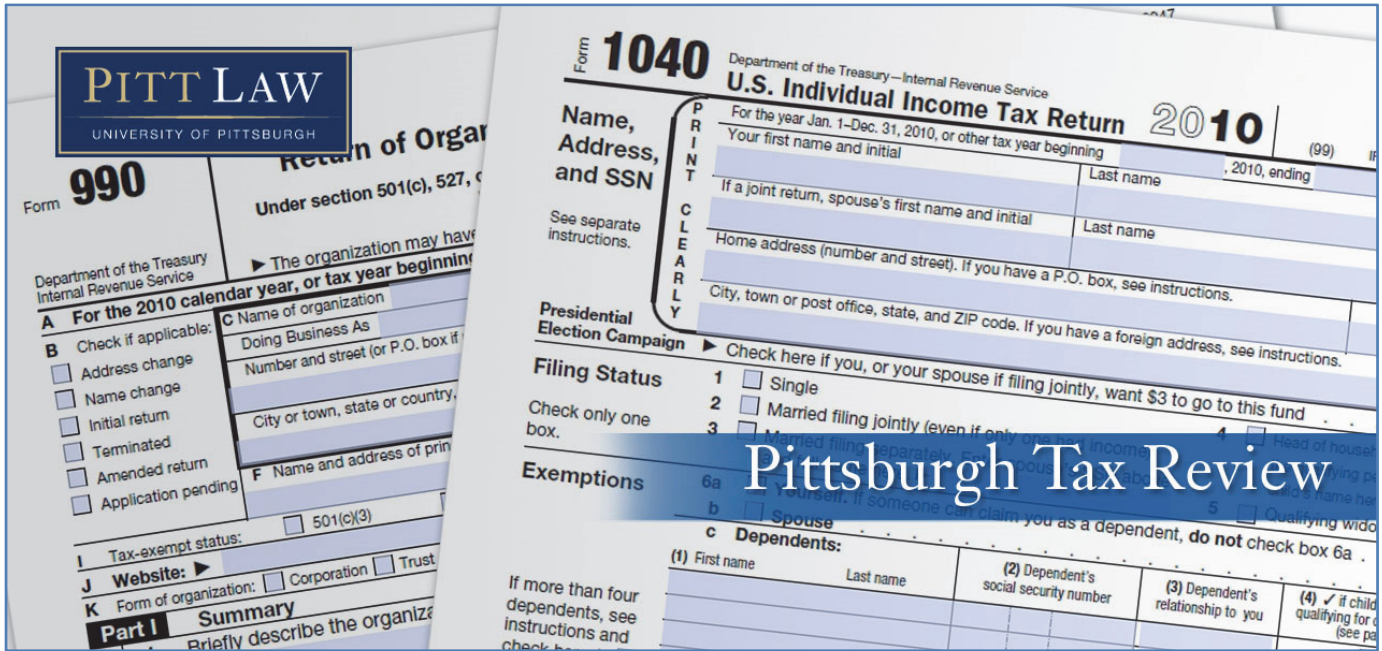 PITT LAW
UNIVERSITY OF PITTSBURGH
Form 990
Return of Orgar
Under section 501(c), 527,
Department of the Treasury
Internal Revenue Service
▶ The organization may have
A For the 2010 calendar year, or tax year beginning
B Check if applicable:
Address change
Name change
Initial return
Terminated
Amended return
Application pending
C Name of organization
Doing Business As
Number and street (or P.O. box if
City or town, state or country,
F Name and address of prin
I Tax-exempt status:
501(c)(3)
J Website: ▶
K Form of organization: Corporation Trust
Part I Summary
Briefly describe the organiza
Form 1040
Department of the Treasury—Internal Revenue Service
U.S. Individual Income Tax Return 2010 (99)
Name,
Address,
and SSN
See separate
instructions.
PRINT CLEARLY
For the year Jan. 1–Dec. 31, 2010, or other tax year beginning , 2010, ending
Your first name and initial Last name
If a joint return, spouse's first name and initial Last name
Home address (number and street). If you have a P.O. box, see instructions.
City, town or post office, state, and ZIP code. If you have a foreign address, see instructions.
Presidential
Election Campaign ▶ Check here if you, or your spouse if filing jointly, want $3 to go to this fund . .
Filing Status
Check only one
box.
1 Single
2 Married filing jointly (even if only one had income)
3 Married filing separately.
4 Head of househ
5 Qualifying wido
Pittsburgh Tax Review
Exemptions
6a Yourself. If someone can claim you as a dependent, do not check box 6a .
b Spouse
c Dependents:
(1) First name Last name
(2) Dependent's
social security number
(3) Dependent's
relationship to you
(4) ✓ if child
qualifying for
(see pa
If more than four
dependents, see
instructions and